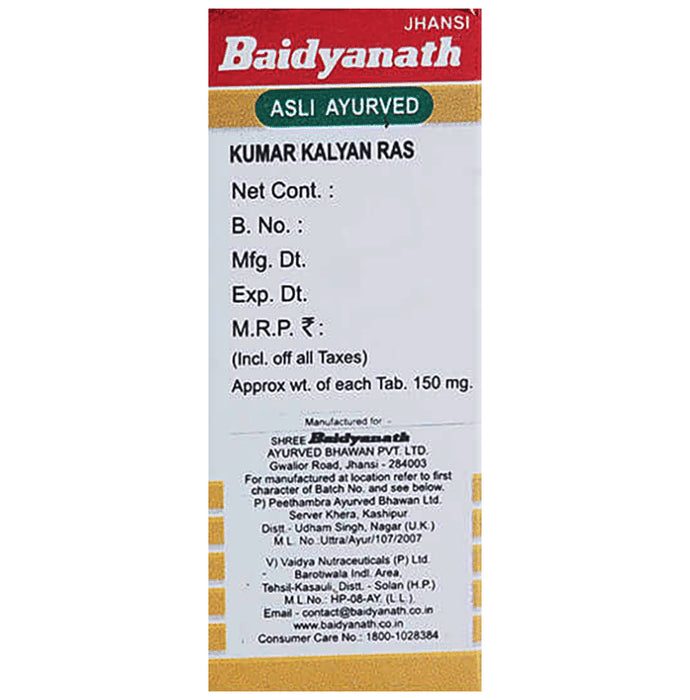 JHANSI
Baidyanath
ASLI AYURVED
KUMAR KALYAN RAS
Net Cont. :
B. No. :
Mfg. Dt.
Exp. Dt.
M.R.P. ₹ :
(Incl. off all Taxes)
Approx wt. of each Tab. 150 mg.
Manufactured for -
SHREE Baidyanath
AYURVED BHAWAN PVT. LTD.
Gwalior Road, Jhansi - 284003
For manufactured at location refer to first
character of Batch No. and see below.
P) Peethambra Ayurved Bhawan Ltd.
Server Khera, Kashipur
Distt.- Udham Singh, Nagar (U.K.)
M.L. No.:Uttra/Ayur/107/2007
V) Vaidya Nutraceuticals (P) Ltd.
Barotiwala Indl. Area,
Tehsil-Kasauli, Distt. - Solan (H.P.)
M.L.No.: HP-08-AY. (L.L.)
Email - contact@baidyanath.co.in
www.baidyanath.co.in
Consumer Care No.: 1800-1028384